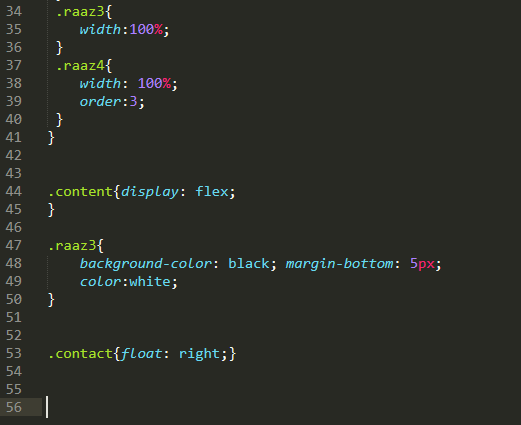 34 .raaz3{
35 width:100%;
36 }
37 .raaz4{
38 width: 100%;
39 order:3;
40 }
41 }
42
43
44 .content{display: flex;
45 }
46
47 .raaz3{
48 background-color: black; margin-bottom: 5px;
49 color:white;
50 }
51
52
53 .contact{float: right;}
54
55
56